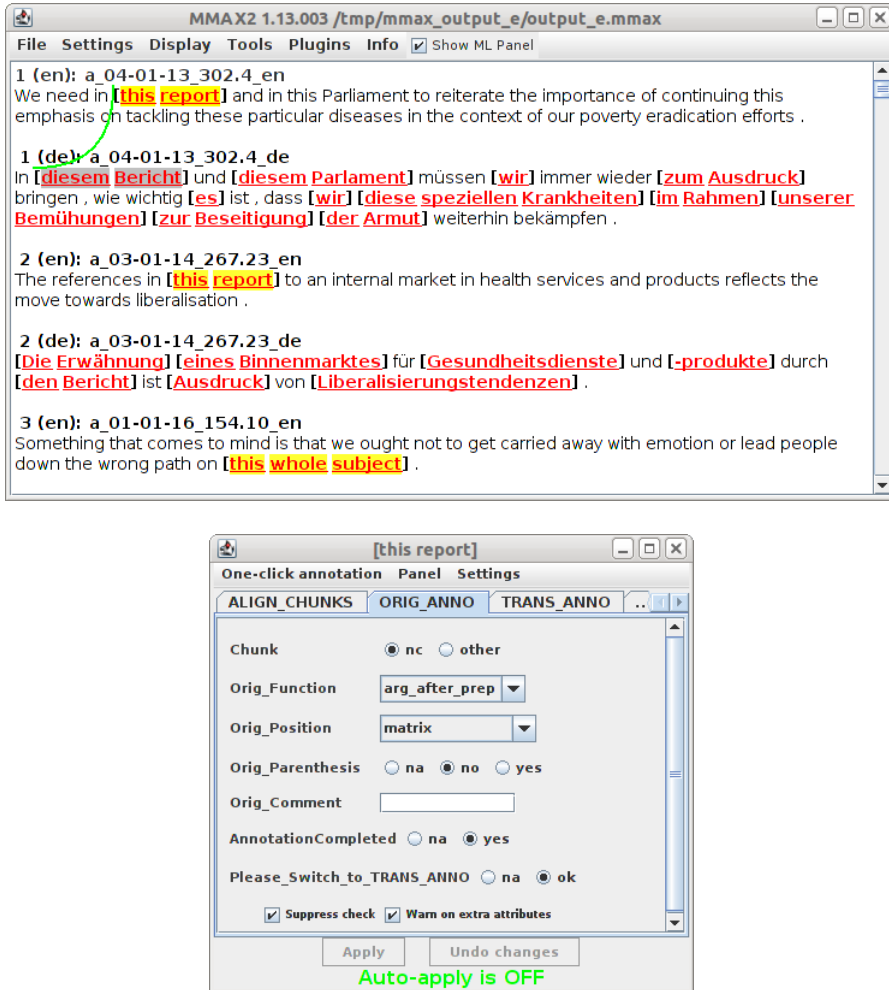 MMAX2 1.13.003 /tmp/mmax_output_e/output_e.mmax
File Settings Display Tools Plugins Info Show ML Panel
1 (en): a_04-01-13_302.4_en
We need in [this report] and in this Parliament to reiterate the importance of continuing this
emphasis on tackling these particular diseases in the context of our poverty eradication efforts .
1 (de): a_04-01-13_302.4_de
In [diesem Bericht] und [diesem Parlament] müssen [wir] immer wieder [zum Ausdruck]
bringen , wie wichtig [es] ist , dass [wir] [diese speziellen Krankheiten] [im Rahmen] [unserer
Bemühungen] [zur Beseitigung] [der Armut] weiterhin bekämpfen .
2 (en): a_03-01-14_267.23_en
The references in [this report] to an internal market in health services and products reflects the
move towards liberalisation .
2 (de): a_03-01-14_267.23_de
[Die Erwähnung] [eines Binnenmarktes] für [Gesundheitsdienste] und [-produkte] durch
[den Bericht] ist [Ausdruck] von [Liberalisierungstendenzen] .
3 (en): a_01-01-16_154.10_en
Something that comes to mind is that we ought not to get carried away with emotion or lead people
down the wrong path on [this whole subject] .
[this report]
One-click annotation Panel Settings
ALIGN_CHUNKS ORIG_ANNO TRANS_ANNO ..
Chunk nc other
Orig_Function arg_after_prep
Orig_Position matrix
Orig_Parenthesis na no yes
Orig_Comment
AnnotationCompleted na yes
Please_Switch_to_TRANS_ANNO na ok
Suppress check Warn on extra attributes
Apply Undo changes
Auto-apply is OFF